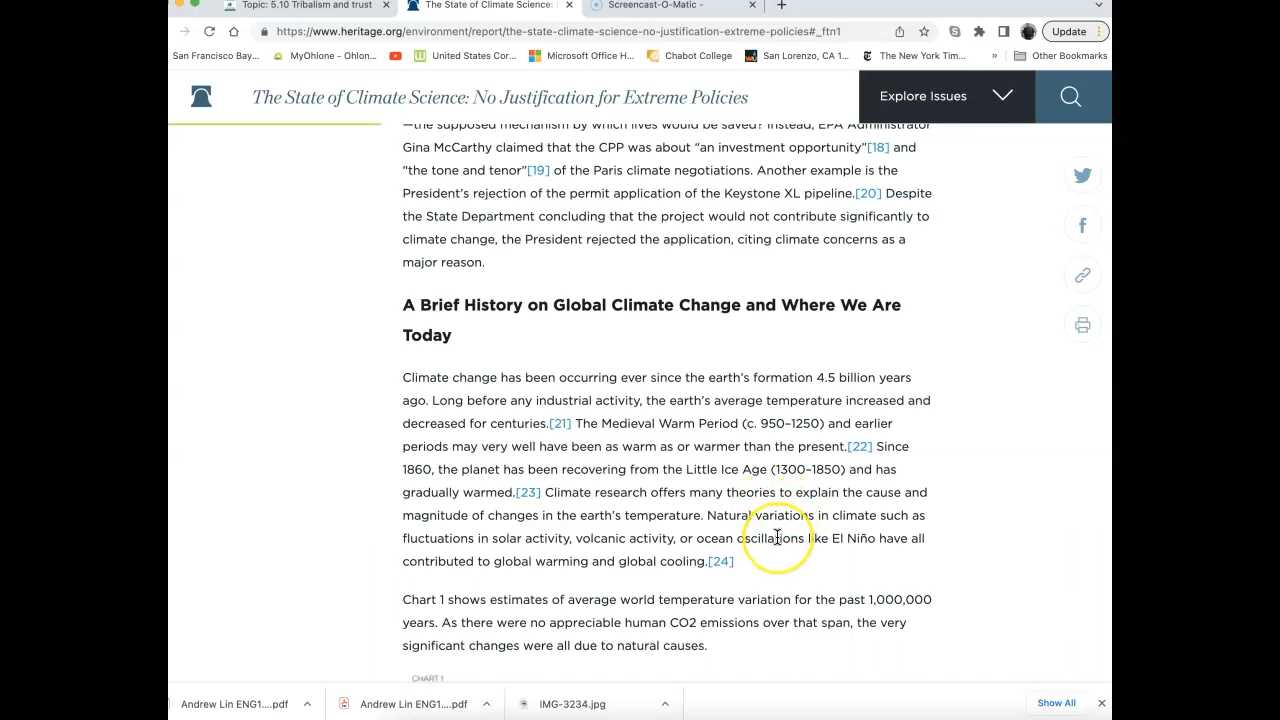 Topic: 5.10 Tribalism and trust
The State of Climate Science:
Screencast-O-Matic -
https://www.heritage.org/environment/report/the-state-climate-science-no-justification-extreme-policies#_ftn1
Update
San Francisco Bay...
MyOhlone - Ohlon...
United States Cor...
Microsoft Office H...
Chabot College
San Lorenzo, CA 1...
The New York Tim...
»
Other Bookmarks
The State of Climate Science: No Justification for Extreme Policies
Explore Issues
—the supposed mechanism by which lives would be saved? Instead, EPA Administrator
Gina McCarthy claimed that the CPP was about “an investment opportunity”[18] and
“the tone and tenor”[19] of the Paris climate negotiations. Another example is the
President’s rejection of the permit application of the Keystone XL pipeline.[20] Despite
the State Department concluding that the project would not contribute significantly to
climate change, the President rejected the application, citing climate concerns as a
major reason.
A Brief History on Global Climate Change and Where We Are
Today
Climate change has been occurring ever since the earth’s formation 4.5 billion years
ago. Long before any industrial activity, the earth’s average temperature increased and
decreased for centuries.[21] The Medieval Warm Period (c. 950–1250) and earlier
periods may very well have been as warm as or warmer than the present.[22] Since
1860, the planet has been recovering from the Little Ice Age (1300–1850) and has
gradually warmed.[23] Climate research offers many theories to explain the cause and
magnitude of changes in the earth’s temperature. Natural variations in climate such as
fluctuations in solar activity, volcanic activity, or ocean oscillations like El Niño have all
contributed to global warming and global cooling.[24]
Chart 1 shows estimates of average world temperature variation for the past 1,000,000
years. As there were no appreciable human CO2 emissions over that span, the very
significant changes were all due to natural causes.
CHART 1
Andrew Lin ENG1....pdf
Andrew Lin ENG1....pdf
IMG-3234.jpg
Show All